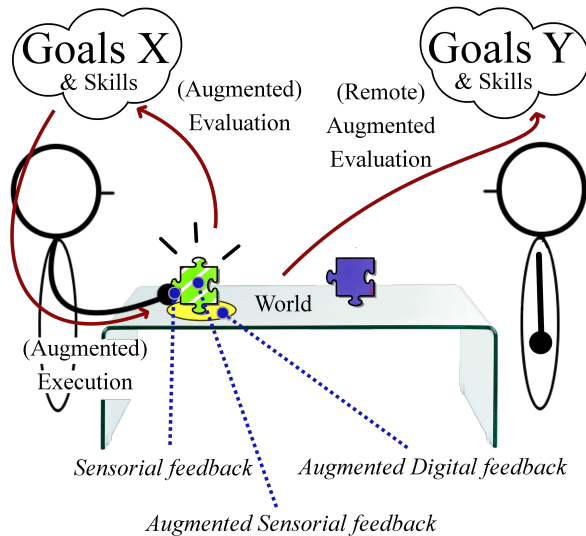 Goals X
& Skills
Goals Y
& Skills
(Augmented)
Evaluation
(Remote)
Augmented
Evaluation
World
(Augmented)
Execution
Sensorial feedback
Augmented Digital feedback
Augmented Sensorial feedback